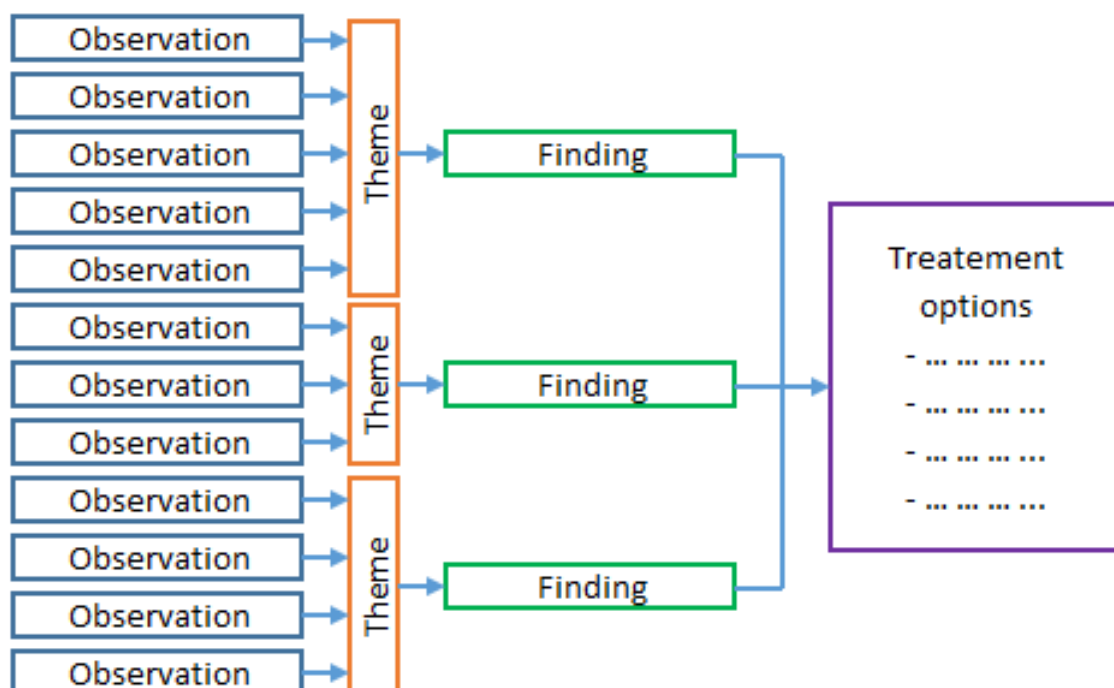 Observation
Observation
Observation
Observation
Observation
Theme
Finding
Observation
Observation
Observation
Theme
Finding
Observation
Observation
Observation
Observation
Theme
Finding
Treatement
options
- ... ... ... ...
- ... ... ... ...
- ... ... ... ...
- ... ... ... ...